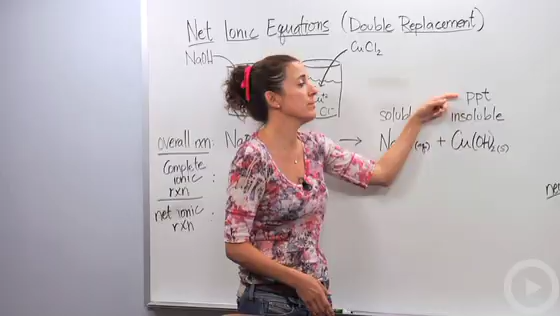 Net Ionic Equations (Double Replacement)
NaOH
CuCl2
ppt
insoluble
overall rxn:
→
+ Cu(OH)2(s)
Complete
ionic
rxn
:
net ionic
rxn
: